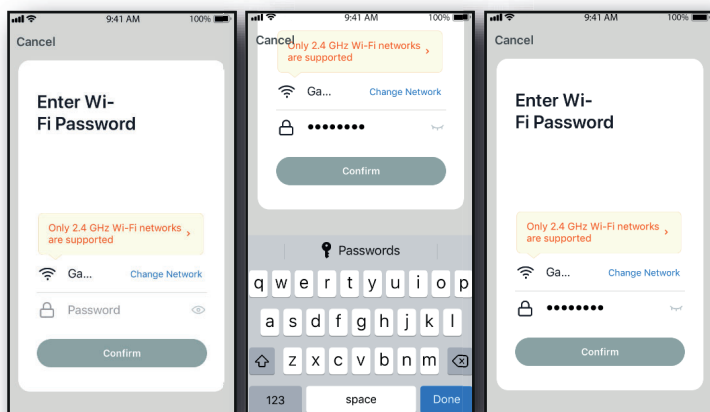 9:41 AM 100%
Cancel
Enter Wi-
Fi Password
Only 2.4 GHz Wi-Fi networks
are supported
Ga... Change Network
Password
Confirm
9:41 AM 100%
Cancel
Only 2.4 GHz Wi-Fi networks
are supported
Ga... Change Network
••••••••
Confirm
Passwords
q w e r t y u i o p
a s d f g h j k l
z x c v b n m
123 space Done
9:41 AM 100%
Cancel
Enter Wi-
Fi Password
Only 2.4 GHz Wi-Fi networks
are supported
Ga... Change Network
••••••••
Confirm